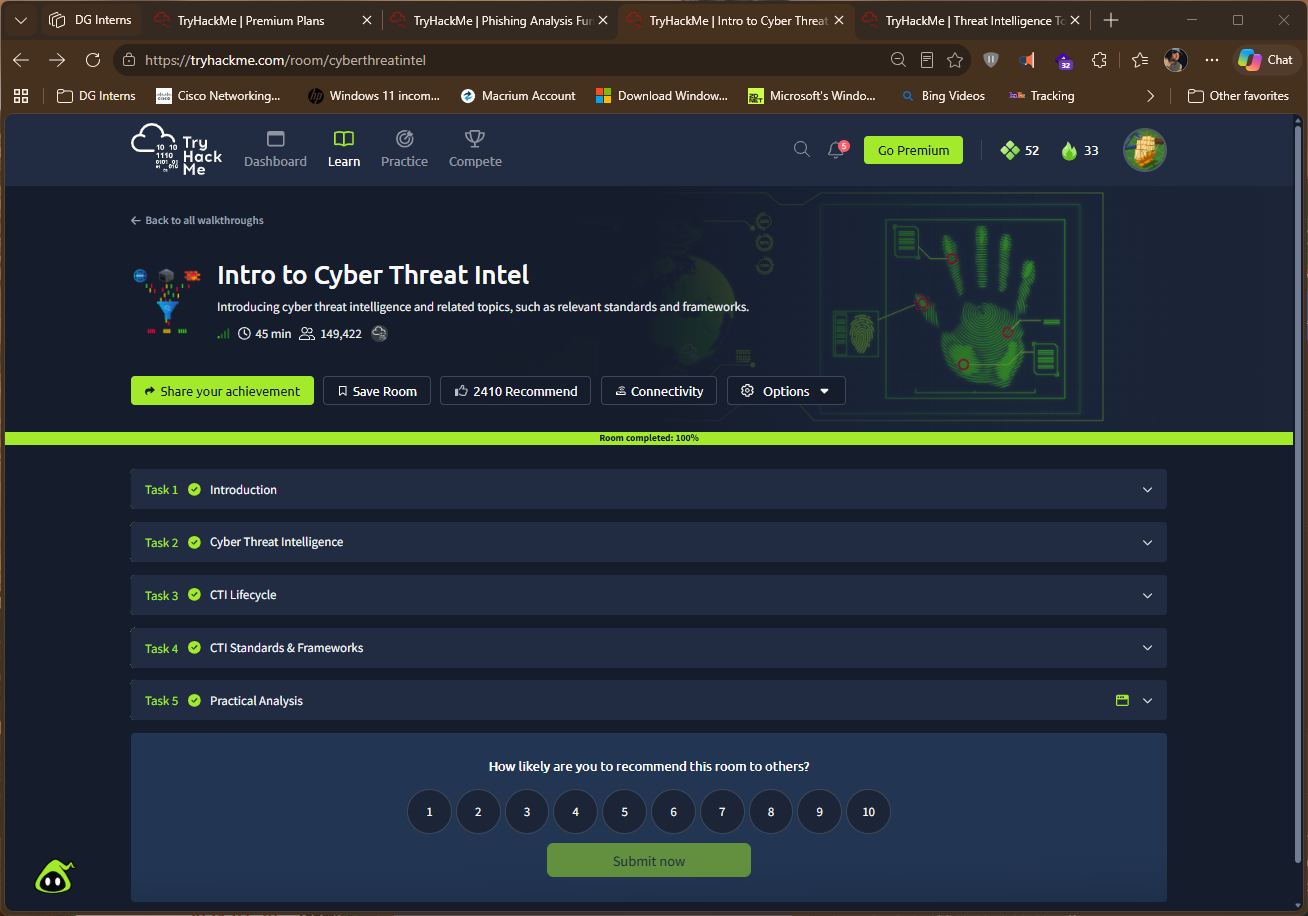 DG Interns
TryHackMe | Premium Plans
TryHackMe | Phishing Analysis Fun
TryHackMe | Intro to Cyber Threat
TryHackMe | Threat Intelligence To
https://tryhackme.com/room/cyberthreatintel
32
Chat
DG Interns
Cisco Networking...
Windows 11 incom...
Macrium Account
Download Window...
Microsoft's Windo...
Bing Videos
Tracking
Other favorites
Try
Hack
Me
Dashboard
Learn
Practice
Compete
5
Go Premium
52
33
Back to all walkthroughs
Intro to Cyber Threat Intel
Introducing cyber threat intelligence and related topics, such as relevant standards and frameworks.
45 min
149,422
Share your achievement
Save Room
2410 Recommend
Connectivity
Options
Room completed: 100%
Task 1 Introduction
Task 2 Cyber Threat Intelligence
Task 3 CTI Lifecycle
Task 4 CTI Standards & Frameworks
Task 5 Practical Analysis
How likely are you to recommend this room to others?
1 2 3 4 5 6 7 8 9 10
Submit now